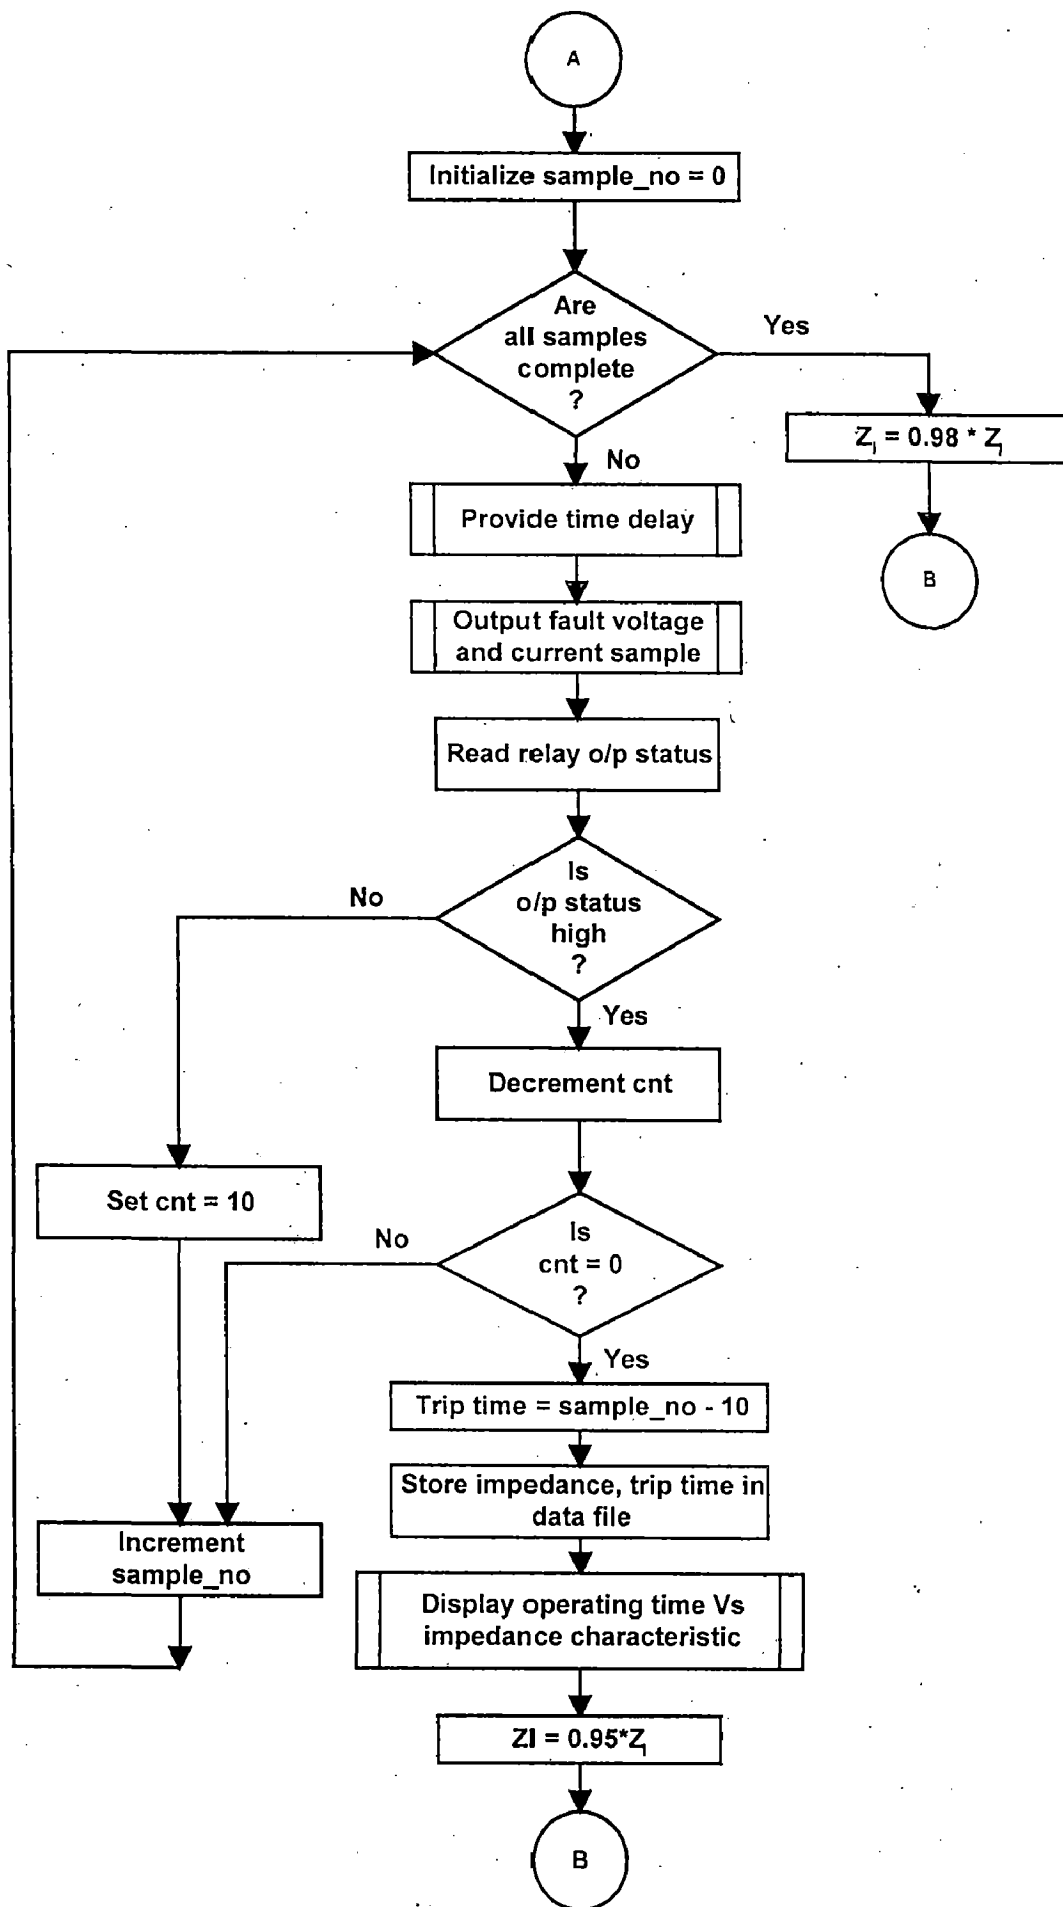 A
Initialize sample_no = 0
Are
all samples
complete
?
Yes
Zl = 0.98 * Zl
B
No
Provide time delay
Output fault voltage
and current sample
Read relay o/p status
Is
o/p status
high
?
No
Yes
Decrement cnt
Set cnt = 10
Is
cnt = 0
?
No
Yes
Trip time = sample_no - 10
Store impedance, trip time in
data file
Increment
sample_no
Display operating time Vs
impedance characteristic
Zl = 0.95*Zl
B